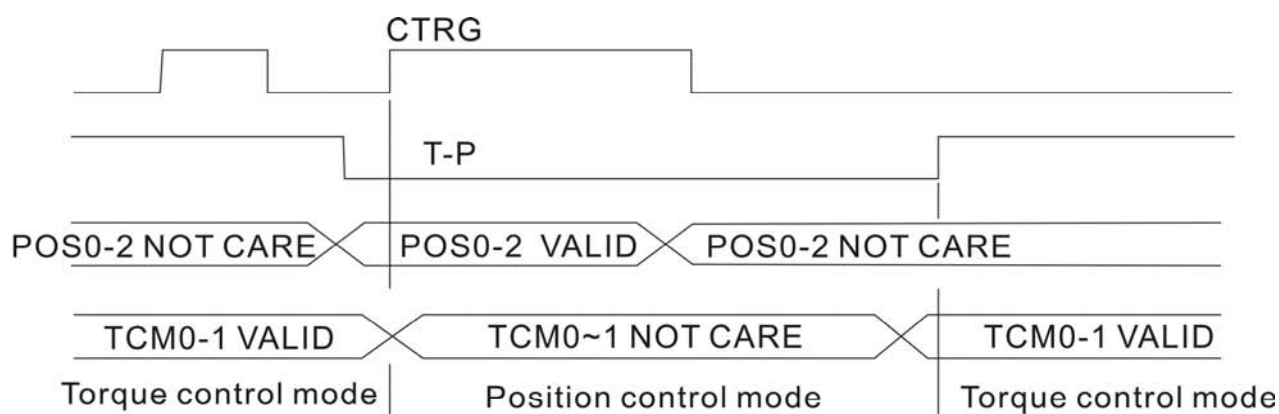 CTRG
T-P
POS0-2 NOT CARE POS0-2 VALID POS0-2 NOT CARE
TCM0-1 VALID TCM0~1 NOT CARE TCM0-1 VALID
Torque control mode Position control mode Torque control mode